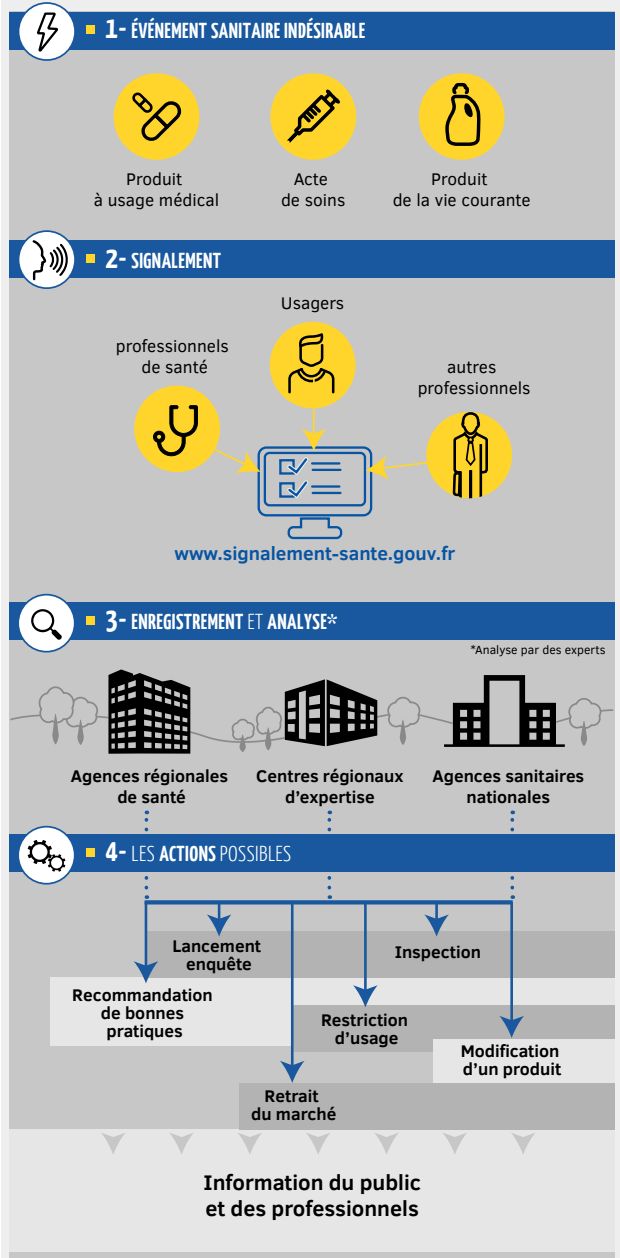 1- ÉVÉNEMENT SANITAIRE INDÉSIRABLE
Produit
à usage médical
Acte
de soins
Produit
de la vie courante
2- SIGNALEMENT
Usagers
professionnels
de santé
autres
professionnels
www.signalement-sante.gouv.fr
3- ENREGISTREMENT ET ANALYSE*
*Analyse par des experts
Agences régionales
de santé
Centres régionaux
d'expertise
Agences sanitaires
nationales
4- LES ACTIONS POSSIBLES
Lancement
enquête
Inspection
Recommandation
de bonnes
pratiques
Restriction
d'usage
Modification
d'un produit
Retrait
du marché
Information du public
et des professionnels